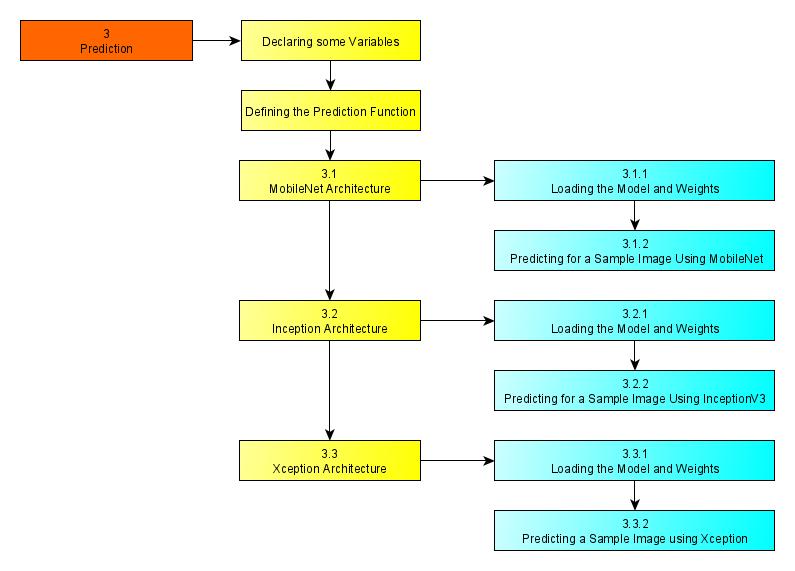 3
Prediction
Declaring some Variables
Defining the Prediction Function
3.1
MobileNet Architecture
3.1.1
Loading the Model and Weights
3.1.2
Predicting for a Sample Image Using MobileNet
3.2
Inception Architecture
3.2.1
Loading the Model and Weights
3.2.2
Predicting for a Sample Image Using InceptionV3
3.3
Xception Architecture
3.3.1
Loading the Model and Weights
3.3.2
Predicting a Sample Image using Xception